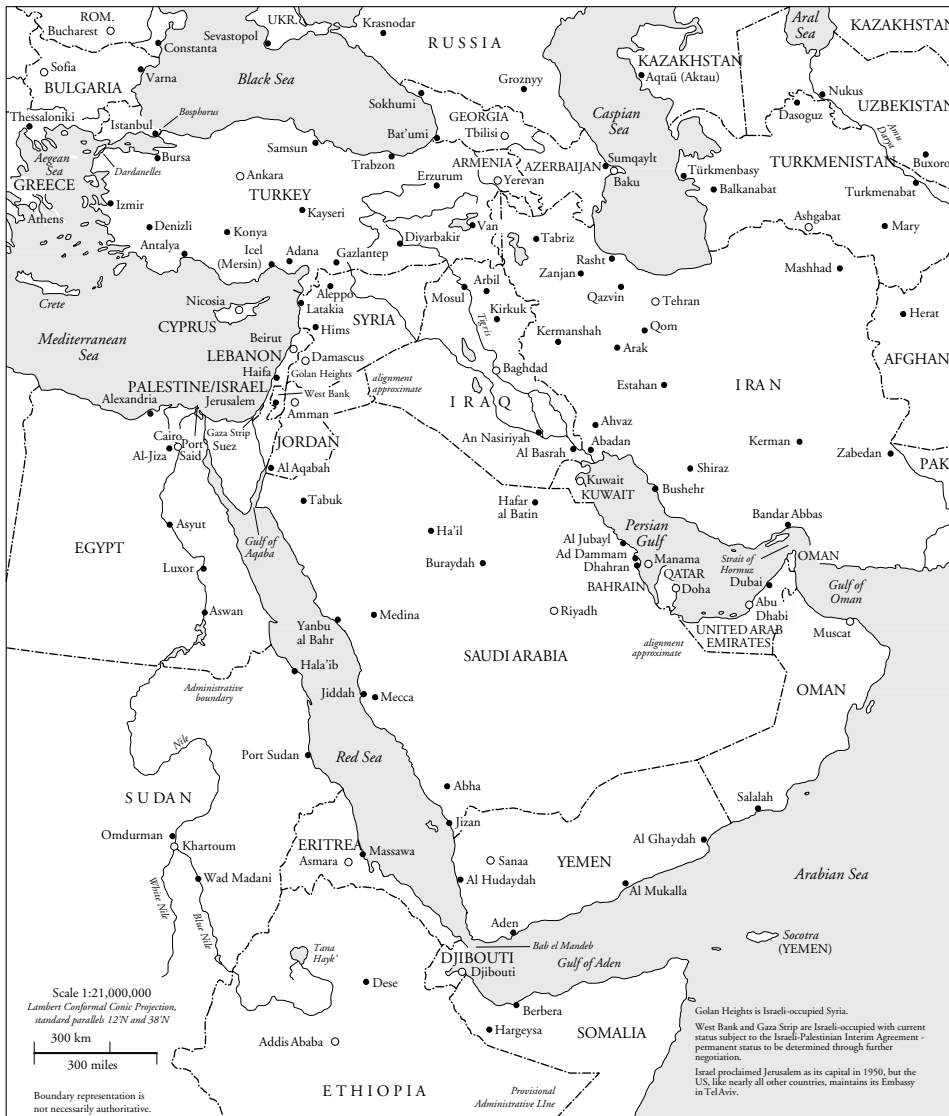 ROM.
Bucharest
UKR.
Sevastopol
Krasnodar
Constanta
RUSSIA
Aral
Sea
KAZAKHSTAN
KAZAKHSTAN
Aqtaū (Aktau)
Sofia
Varna
BULGARIA
Black Sea
Groznyy
Sokhumi
Caspian
Sea
Nukus
Dasoguz
UZBEKISTAN
Thessaloniki
Bosphorus
Istanbul
GEORGIA
Tbilisi
Bat'umi
Amu
Darya
Aegean
Sea
Bursa
Dardanelles
Samsun
Trabzon
ARMENIA
AZERBAIJAN
Sumqaylt
TURKMENISTAN
Buxoro
GREECE
Ankara
Erzurum
Yerevan
Baku
Türkmenbasy
Balkanabat
Turkmenabat
Athens
Izmir
TURKEY
Kayseri
Denizli
Konya
Van
Ashgabat
Mary
Antalya
Icel
(Mersin)
Adana
Gazlantep
Diyarbakir
Tabriz
Rasht
Zanjan
Mashhad
Crete
Nicosia
CYPRUS
Aleppo
Latakia
Mosul
Arbil
Kirkuk
Tigris
Qazvin
Tehran
Herat
Mediterranean
Sea
Hims
SYRIA
Kermanshah
Qom
Arak
AFGHAN
Beirut
LEBANON
Damascus
Haifa
Golan Heights
Baghdad
PALESTINE/ISRAEL
Jerusalem
West Bank
alignment
approximate
Estahan
IRAN
Alexandria
Amman
IRAQ
Cairo
Al-Jiza
Port
Said
Gaza Strip
Suez
JORDAN
An Nasiriyah
Al Basrah
Ahvaz
Abadan
Kerman
Zabedan
PAK
Al Aqabah
Kuwait
KUWAIT
Shiraz
Bushehr
Tabuk
Hafar
al Batin
Asyut
Gulf of
Aqaba
Ha'il
Persian
Gulf
Bandar Abbas
EGYPT
Luxor
Buraydah
Al Jubayl
Ad Dammam
Dhahran
BAHRAIN
Manama
QATAR
Doha
Strait of
Hormuz
OMAN
Dubai
Gulf of
Oman
Aswan
Medina
Riyadh
Abu
Dhabi
Yanbu
al Bahr
UNITED ARAB
EMIRATES
Muscat
alignment
approximate
Hala'ib
SAUDI ARABIA
Administrative
boundary
Jiddah
Mecca
OMAN
Nile
Port Sudan
Red Sea
SUDAN
Abha
Salalah
Omdurman
Khartoum
Jizan
Al Ghaydah
ERITREA
Asmara
Massawa
Sanaa
YEMEN
Wad Madani
Al Hudaydah
Al Mukalla
Arabian Sea
White Nile
Blue Nile
Aden
Socotra
(YEMEN)
Tana
Hayk'
Bab el Mandeb
DJIBOUTI
Djibouti
Gulf of Aden
Dese
Berbera
Hargeysa
SOMALIA
Addis Ababa
ETHIOPIA
Provisional
Administrative LIne
Scale 1:21,000,000
Lambert Conformal Conic Projection,
standard parallels 12'N and 38'N
300 km
300 miles
Boundary representation is
not necessarily authoritative.
Golan Heights is Israeli-occupied Syria.
West Bank and Gaza Strip are Israeli-occupied with current
status subject to the Israeli-Palestinian Interim Agreement -
permanent status to be determined through further
negotiation.
Israel proclaimed Jerusalem as its capital in 1950, but the
US, like nearly all other countries, maintains its Embassy
in Tel Aviv.